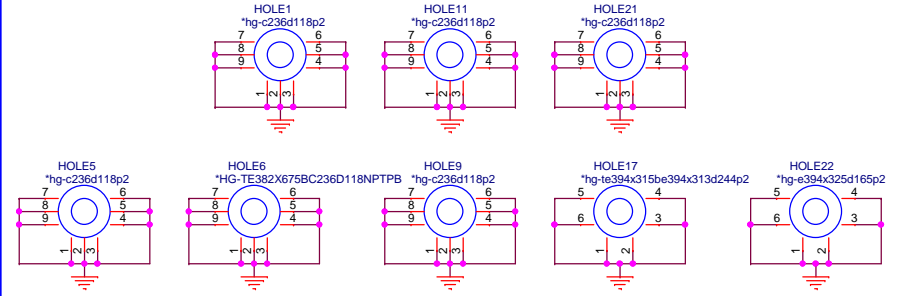 HOLE1 HOLE11 HOLE21
*hg-c236d118p2 *hg-c236d118p2 *hg-c236d118p2
7 6 7 6 7 6
8 5 8 5 8 5
9 4 9 4 9 4
1 2 3 1 2 3 1 2 3
HOLE5 HOLE6 HOLE9 HOLE17 HOLE22
*hg-c236d118p2 *HG-TE382X675BC236D118NPTPB *hg-c236d118p2 *hg-te394x315be394x313d244p2 *hg-e394x325d165p2
7 6 7 6 7 6 5 4 5 4
8 5 8 5 8 5
9 4 9 4 9 4 6 3 6 3
1 2 3 1 2 3 1 2 3 1 2 1 2